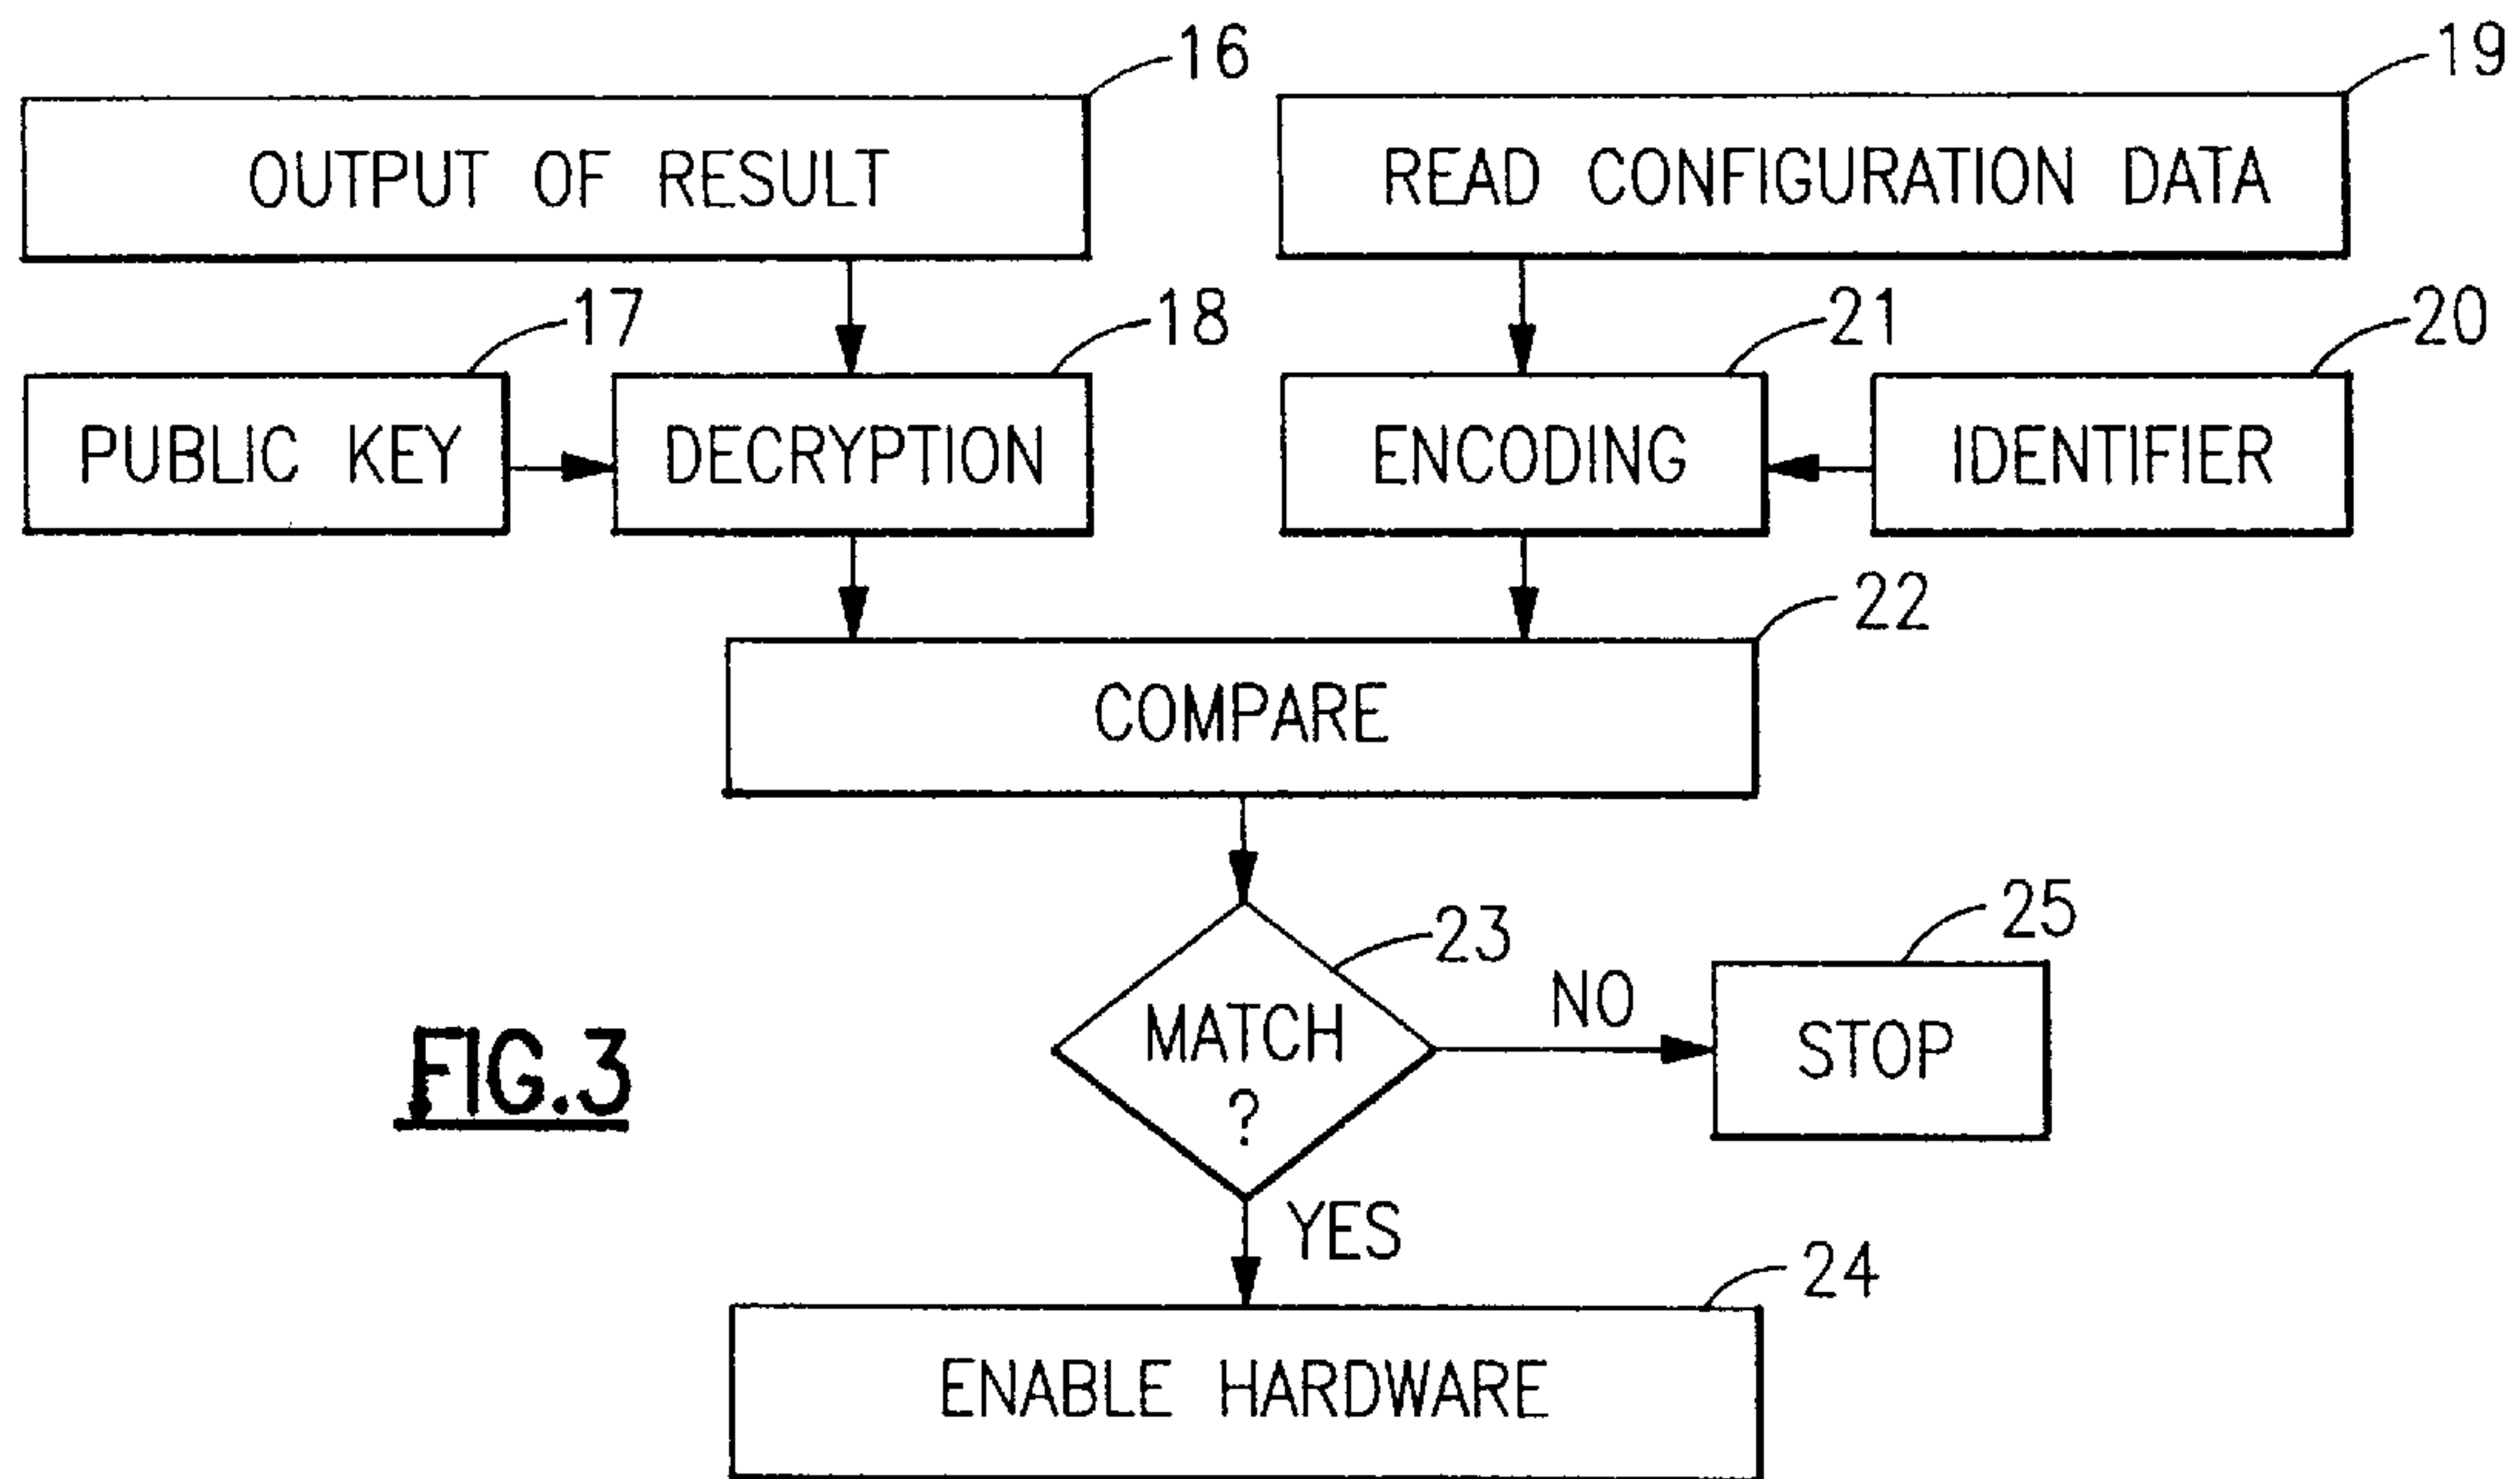 16
19
OUTPUT OF RESULT
READ CONFIGURATION DATA
17
18
21
20
PUBLIC KEY
DECRYPTION
ENCODING
IDENTIFIER
22
COMPARE
23
25
MATCH
?
NO
STOP
FIG.3
YES
24
ENABLE HARDWARE